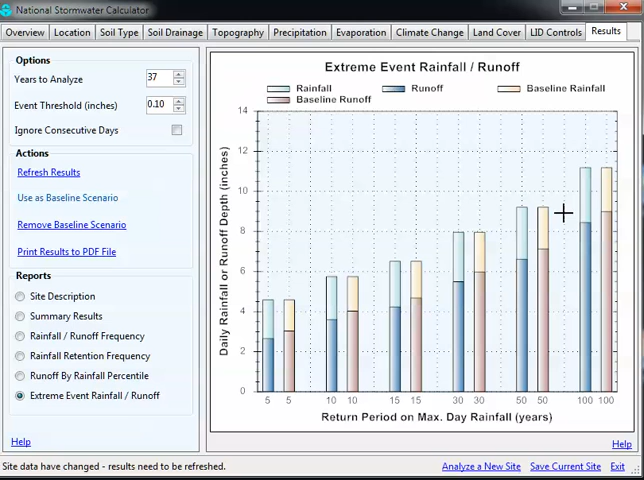 National Stormwater Calculator
Overview Location Soil Type Soil Drainage Topography Precipitation Evaporation Climate Change Land Cover LID Controls Results
Options
Years to Analyze 37
Event Threshold (inches) 0.10
Ignore Consecutive Days
Actions
Refresh Results
Use as Baseline Scenario
Remove Baseline Scenario
Print Results to PDF File
Reports
Site Description
Summary Results
Rainfall / Runoff Frequency
Rainfall Retention Frequency
Runoff By Rainfall Percentile
Extreme Event Rainfall / Runoff
Help
Extreme Event Rainfall / Runoff
Rainfall Runoff Baseline Rainfall
Baseline Runoff
Daily Rainfall or Runoff Depth (inches)
14
12
10
8
6
4
2
0
5 5 10 10 15 15 30 30 50 50 100 100
Return Period on Max. Day Rainfall (years)
Help
Site data have changed - results need to be refreshed.
Analyze a New Site Save Current Site Exit